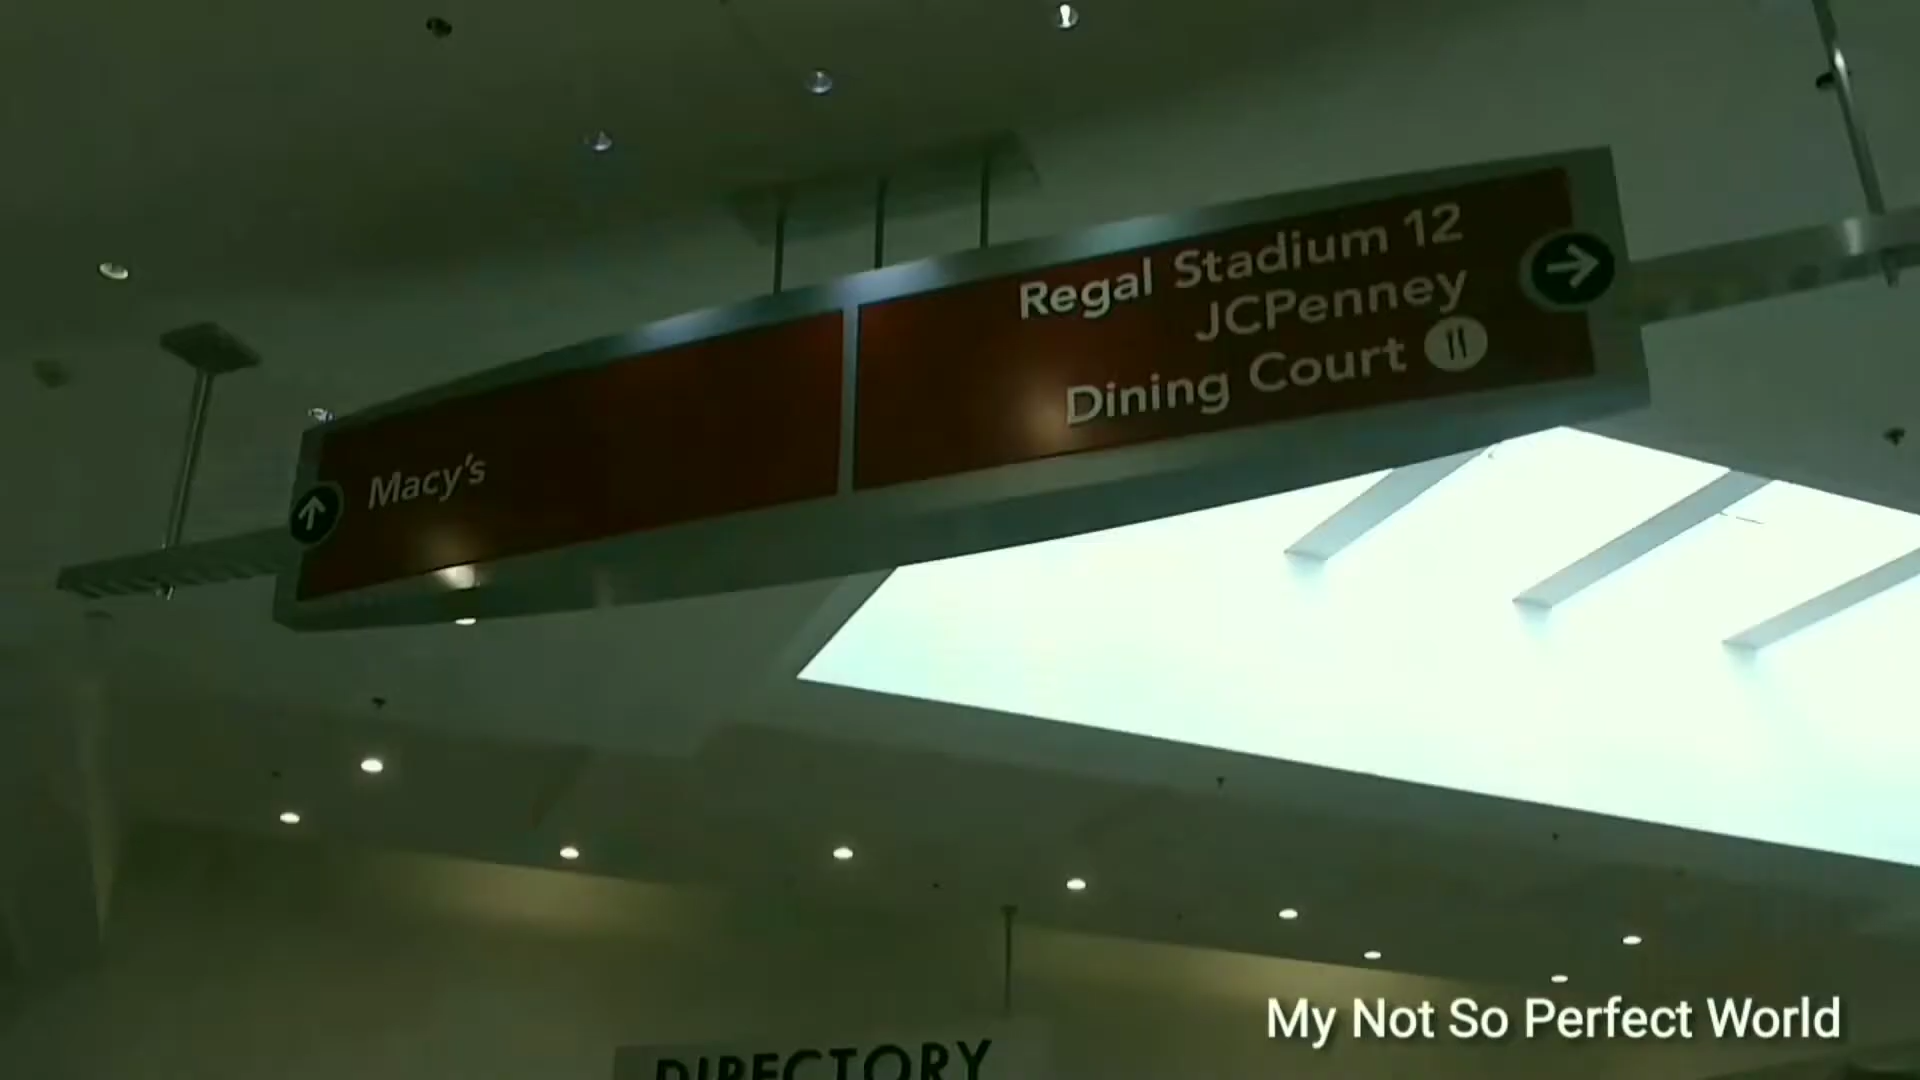 Macy's
Regal Stadium 12
JCPenney
Dining Court
DIRECTORY
My Not So Perfect World